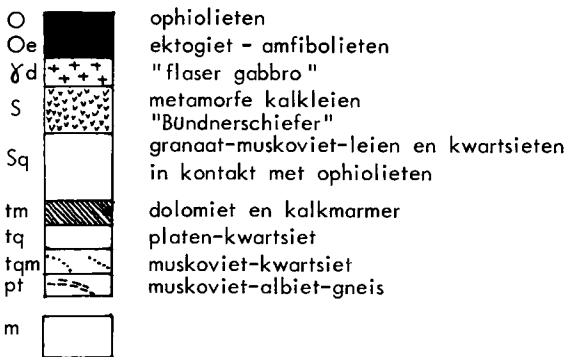 O ophiolieten
Oe ektogiet - amfibolieten
γd "flaser gabbro"
S metamorfe kalkleien
"Bündnerschiefer"
Sq granaat-muskoviet-leien en kwartsieten
in kontakt met ophiolieten
tm dolomiet en kalkmarmer
tq platen-kwartsiet
tqm muskoviet-kwartsiet
pt muskoviet-albiet-gneis
m